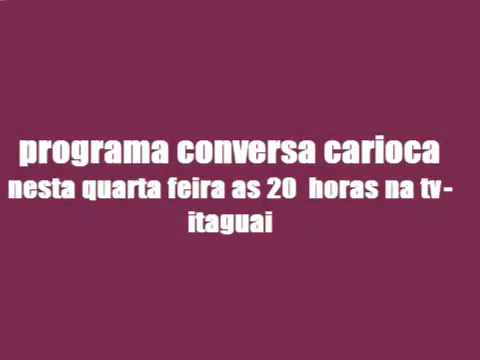 programa conversa carioca
nesta quarta feira as 20 horas na tv-
itaguai